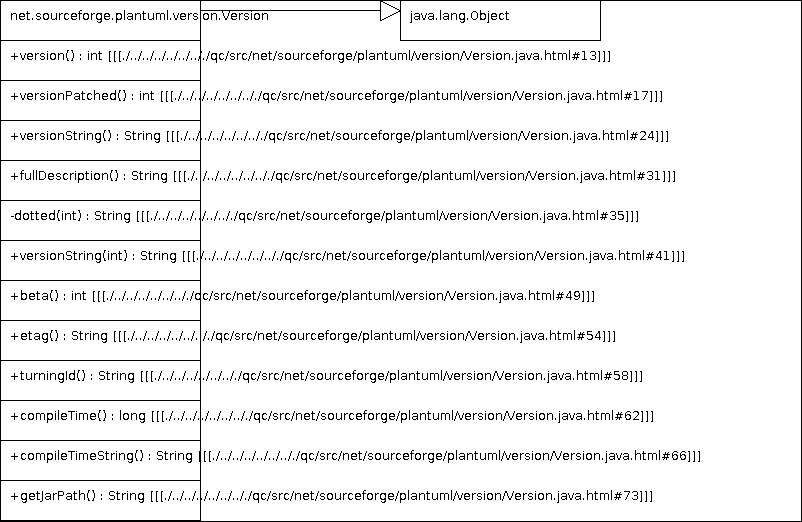 net.sourceforge.plantuml.version.Version
java.lang.Object
+version() : int [[[./../../../../../../../qc/src/net/sourceforge/plantuml/version/Version.java.html#13]]]
+versionPatched() : int [[[./../../../../../../../qc/src/net/sourceforge/plantuml/version/Version.java.html#17]]]
+versionString() : String [[[./../../../../../../../qc/src/net/sourceforge/plantuml/version/Version.java.html#24]]]
+fullDescription() : String [[[./../../../../../../../qc/src/net/sourceforge/plantuml/version/Version.java.html#31]]]
-dotted(int) : String [[[./../../../../../../../qc/src/net/sourceforge/plantuml/version/Version.java.html#35]]]
+versionString(int) : String [[[./../../../../../../../qc/src/net/sourceforge/plantuml/version/Version.java.html#41]]]
+beta() : int [[[./../../../../../../../qc/src/net/sourceforge/plantuml/version/Version.java.html#49]]]
+etag() : String [[[./../../../../../../../qc/src/net/sourceforge/plantuml/version/Version.java.html#54]]]
+turningId() : String [[[./../../../../../../../qc/src/net/sourceforge/plantuml/version/Version.java.html#58]]]
+compileTime() : long [[[./../../../../../../../qc/src/net/sourceforge/plantuml/version/Version.java.html#62]]]
+compileTimeString() : String [[[./../../../../../../../qc/src/net/sourceforge/plantuml/version/Version.java.html#66]]]
+getJarPath() : String [[[./../../../../../../../qc/src/net/sourceforge/plantuml/version/Version.java.html#73]]]